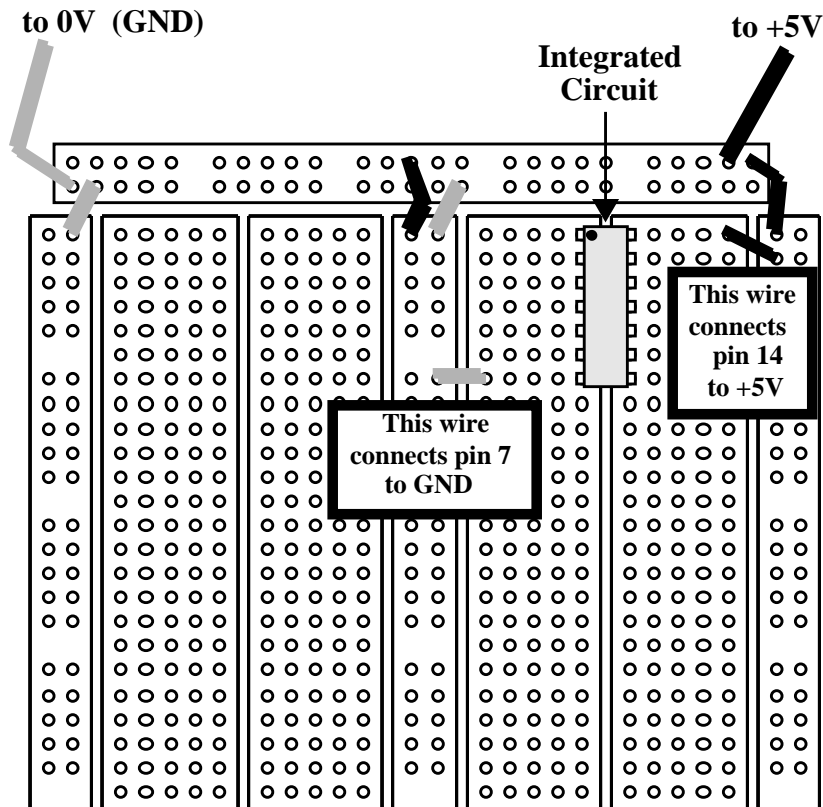 to 0V (GND)
to +5V
Integrated
Circuit
This wire
connects
pin 14
to +5V
This wire
connects pin 7
to GND